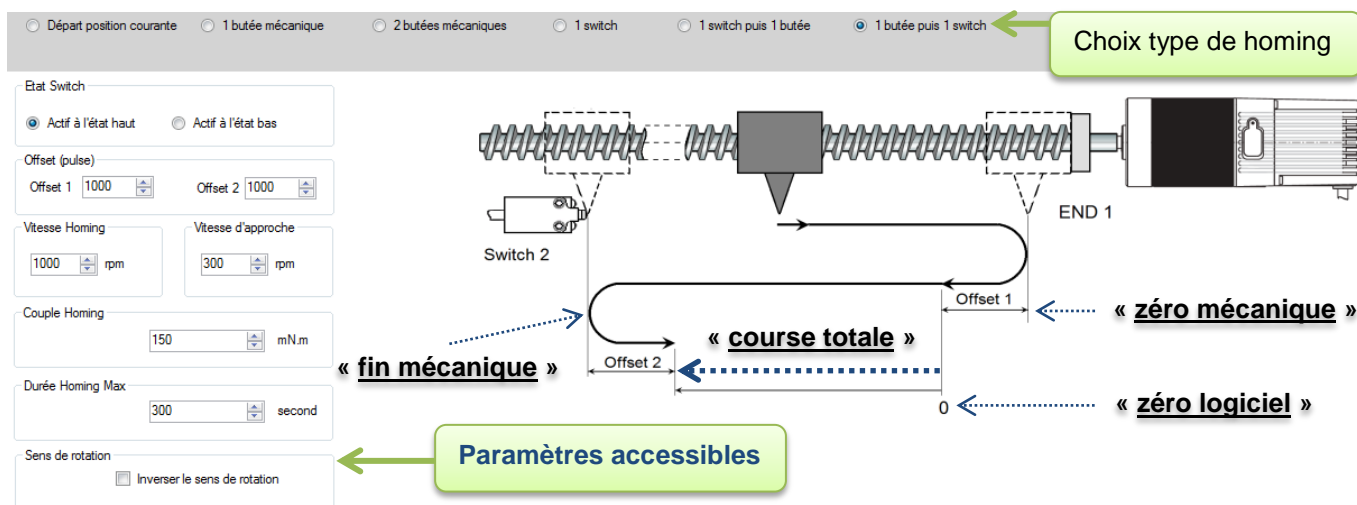 Départ position courante 1 butée mécanique 2 butées mécaniques 1 switch 1 switch puis 1 butée 1 butée puis 1 switch
Choix type de homing
Etat Switch
Actif à l'état haut Actif à l'état bas
Offset (pulse)
Offset 1 1000 Offset 2 1000
Vitesse Homing Vitesse d'approche
1000 rpm 300 rpm
Couple Homing
150 mN.m
Durée Homing Max
300 second
Sens de rotation
Inverser le sens de rotation
END 1
Switch 2
Offset 1
« zéro mécanique »
« course totale »
« fin mécanique »
Offset 2
0
« zéro logiciel »
Paramètres accessibles